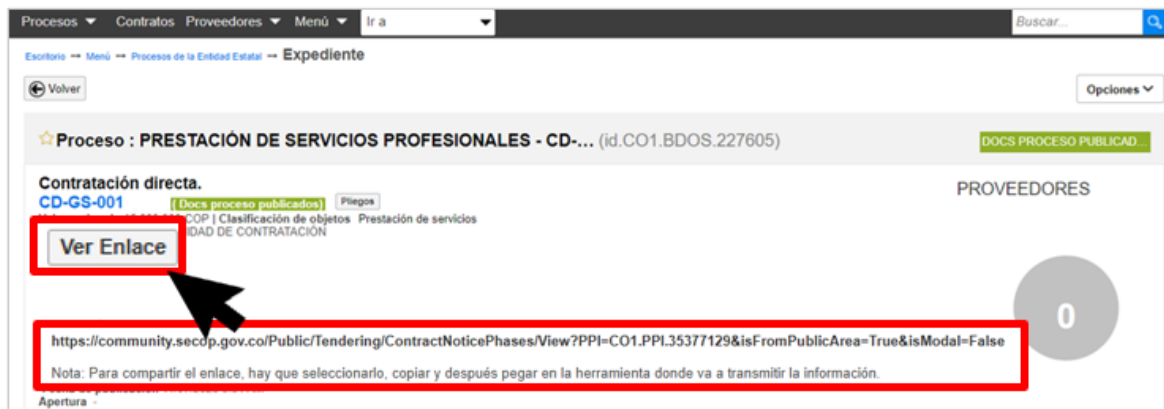 Procesos Contratos Proveedores Menú Ir a Buscar...
Escritorio → Menú → Procesos de la Entidad Estatal → Expediente
Volver Opciones
Proceso : PRESTACIÓN DE SERVICIOS PROFESIONALES - CD-... (id.CO1.BDOS.227605) DOCS PROCESO PUBLICAD...
Contratación directa. PROVEEDORES
CD-GS-001 ( Docs proceso publicados) Pliegos
COP | Clasificación de objetos Prestación de servicios
DE CONTRATACIÓN
Ver Enlace
0
https://community.secop.gov.co/Public/Tendering/ContractNoticePhases/View?PPI=CO1.PPI.35377129&isFromPublicArea=True&isModal=False
Nota: Para compartir el enlace, hay que seleccionarlo, copiar y después pegar en la herramienta donde va a transmitir la información.
Apertura -